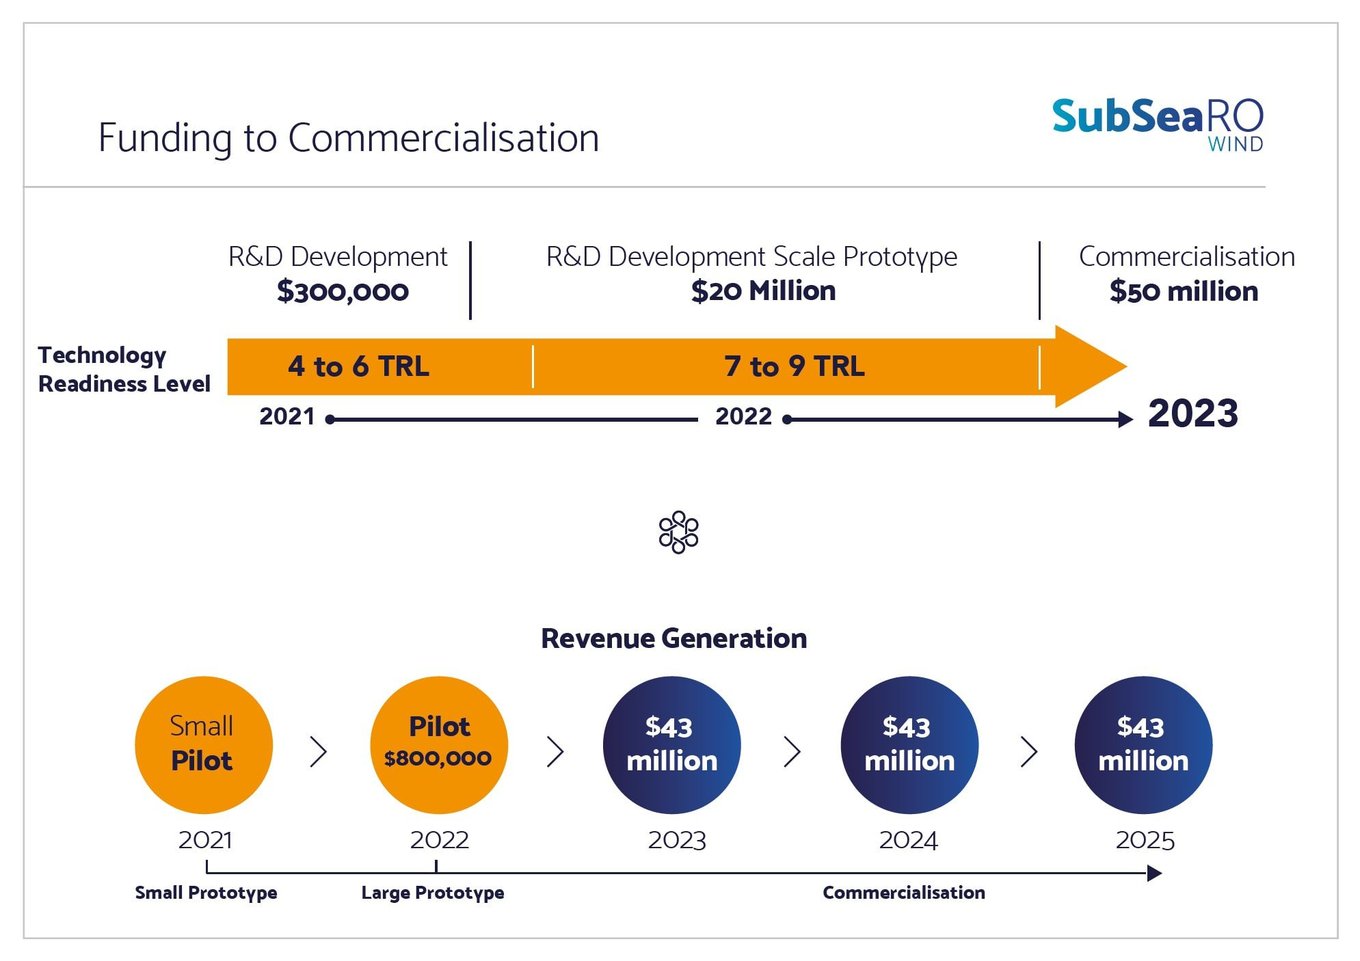 Funding to Commercialisation
SubSeaRO
WIND
R&D Development
$300,000
R&D Development Scale Prototype
$20 Million
Commercialisation
$50 million
Technology
Readiness Level
4 to 6 TRL
7 to 9 TRL
2021
2022
2023
Revenue Generation
Small
Pilot
Pilot
$800,000
$43
million
$43
million
$43
million
2021
2022
2023
2024
2025
Small Prototype
Large Prototype
Commercialisation